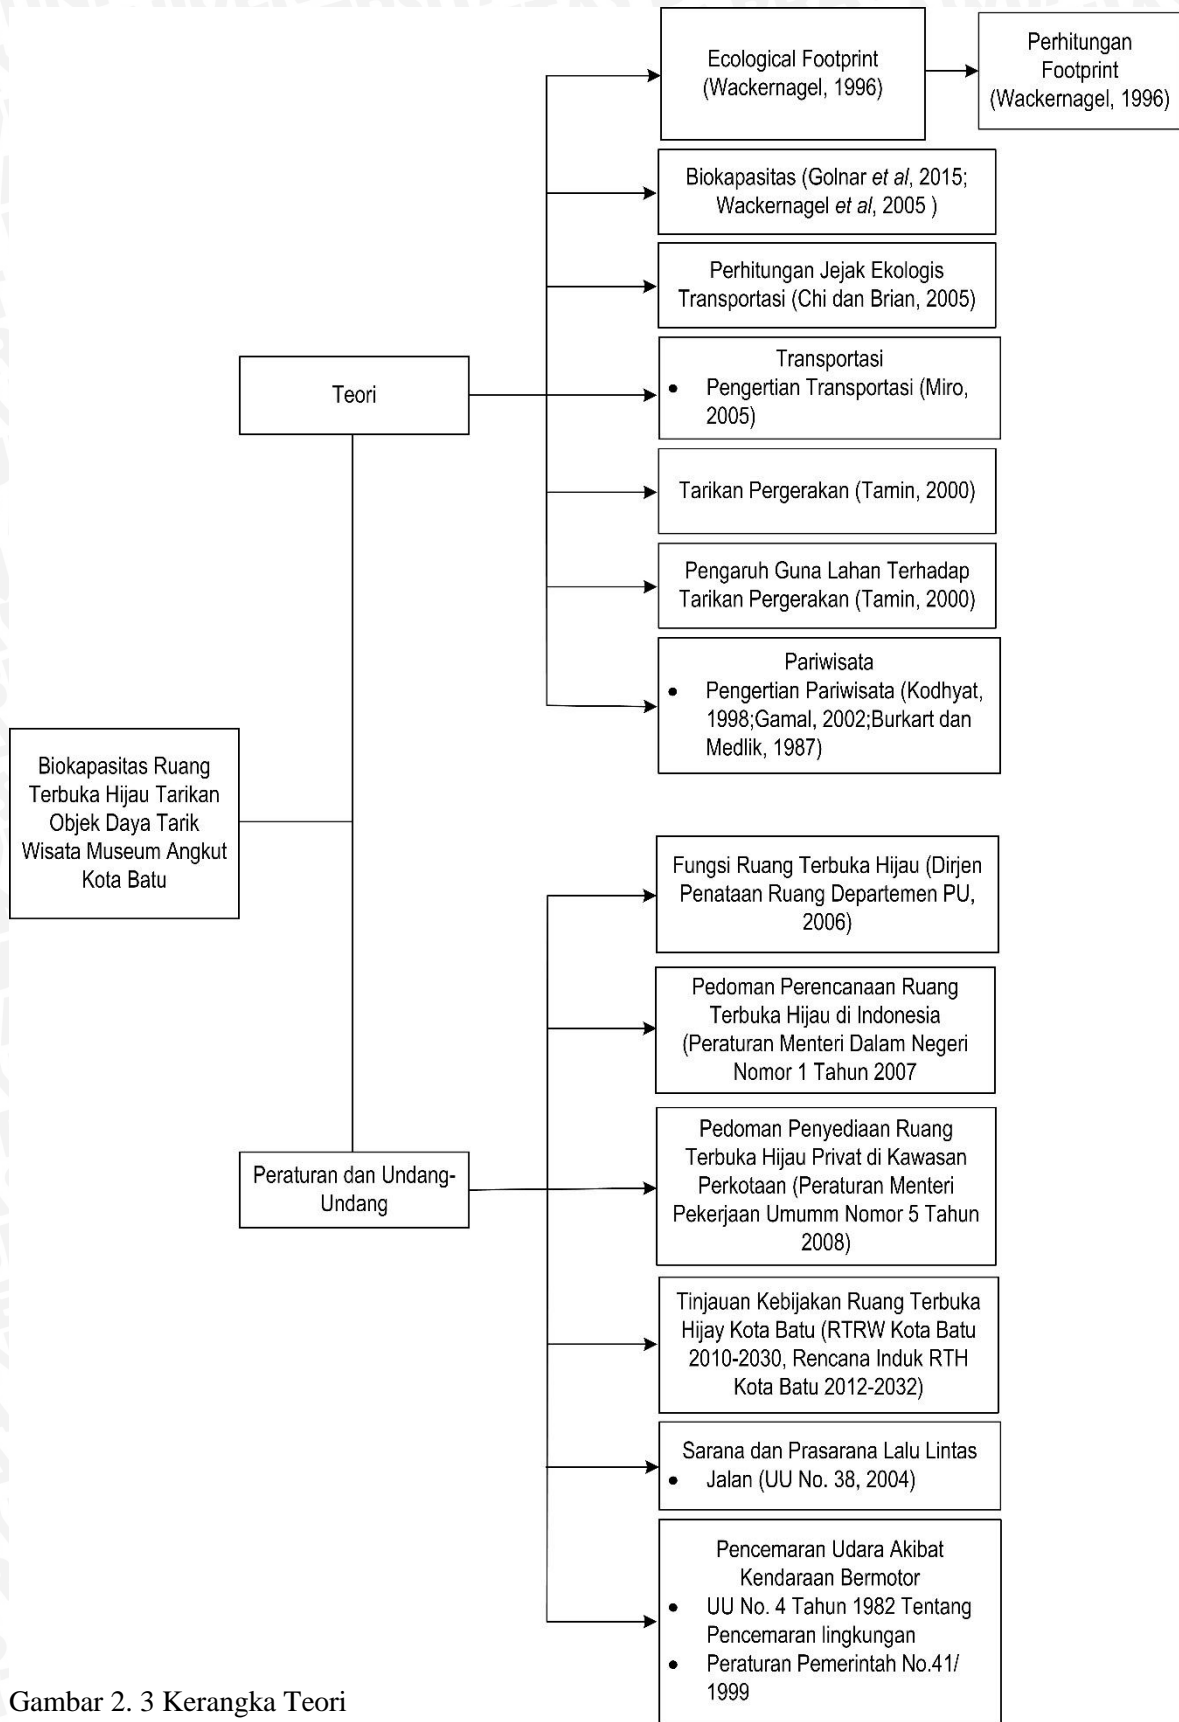 Ecological Footprint
(Wackernagel, 1996)
Perhitungan
Footprint
(Wackernagel, 1996)
Biokapasitas (Golnar et al, 2015;
Wackernagel et al, 2005 )
Perhitungan Jejak Ekologis
Transportasi (Chi dan Brian, 2005)
Transportasi
• Pengertian Transportasi (Miro,
2005)
Teori
Tarikan Pergerakan (Tamin, 2000)
Pengaruh Guna Lahan Terhadap
Tarikan Pergerakan (Tamin, 2000)
Pariwisata
• Pengertian Pariwisata (Kodhyat,
1998;Gamal, 2002;Burkart dan
Medlik, 1987)
Biokapasitas Ruang
Terbuka Hijau Tarikan
Objek Daya Tarik
Wisata Museum Angkut
Kota Batu
Fungsi Ruang Terbuka Hijau (Dirjen
Penataan Ruang Departemen PU,
2006)
Pedoman Perencanaan Ruang
Terbuka Hijau di Indonesia
(Peraturan Menteri Dalam Negeri
Nomor 1 Tahun 2007
Pedoman Penyediaan Ruang
Terbuka Hijau Privat di Kawasan
Perkotaan (Peraturan Menteri
Pekerjaan Umumm Nomor 5 Tahun
2008)
Peraturan dan Undang-
Undang
Tinjauan Kebijakan Ruang Terbuka
Hijay Kota Batu (RTRW Kota Batu
2010-2030, Rencana Induk RTH
Kota Batu 2012-2032)
Sarana dan Prasarana Lalu Lintas
• Jalan (UU No. 38, 2004)
Pencemaran Udara Akibat
Kendaraan Bermotor
• UU No. 4 Tahun 1982 Tentang
Pencemaran lingkungan
• Peraturan Pemerintah No.41/
1999
Gambar 2. 3 Kerangka Teori